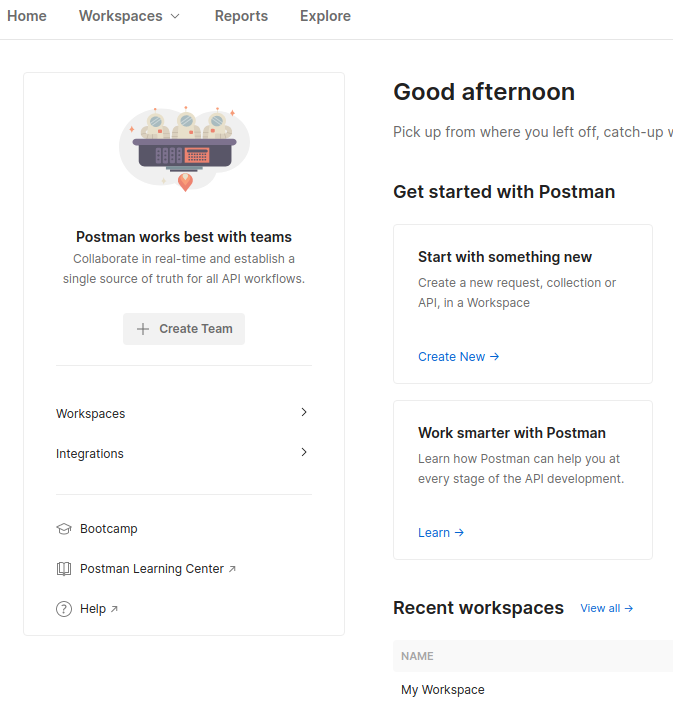 Home Workspaces Reports Explore
Postman works best with teams
Collaborate in real-time and establish a
single source of truth for all API workflows.
Create Team
Workspaces
Integrations
Bootcamp
Postman Learning Center
Help
Good afternoon
Pick up from where you left off, catch-up
Get started with Postman
Start with something new
Create a new request, collection or
API, in a Workspace
Create New →
Work smarter with Postman
Learn how Postman can help you at
every stage of the API development.
Learn →
Recent workspaces View all →
NAME
My Workspace